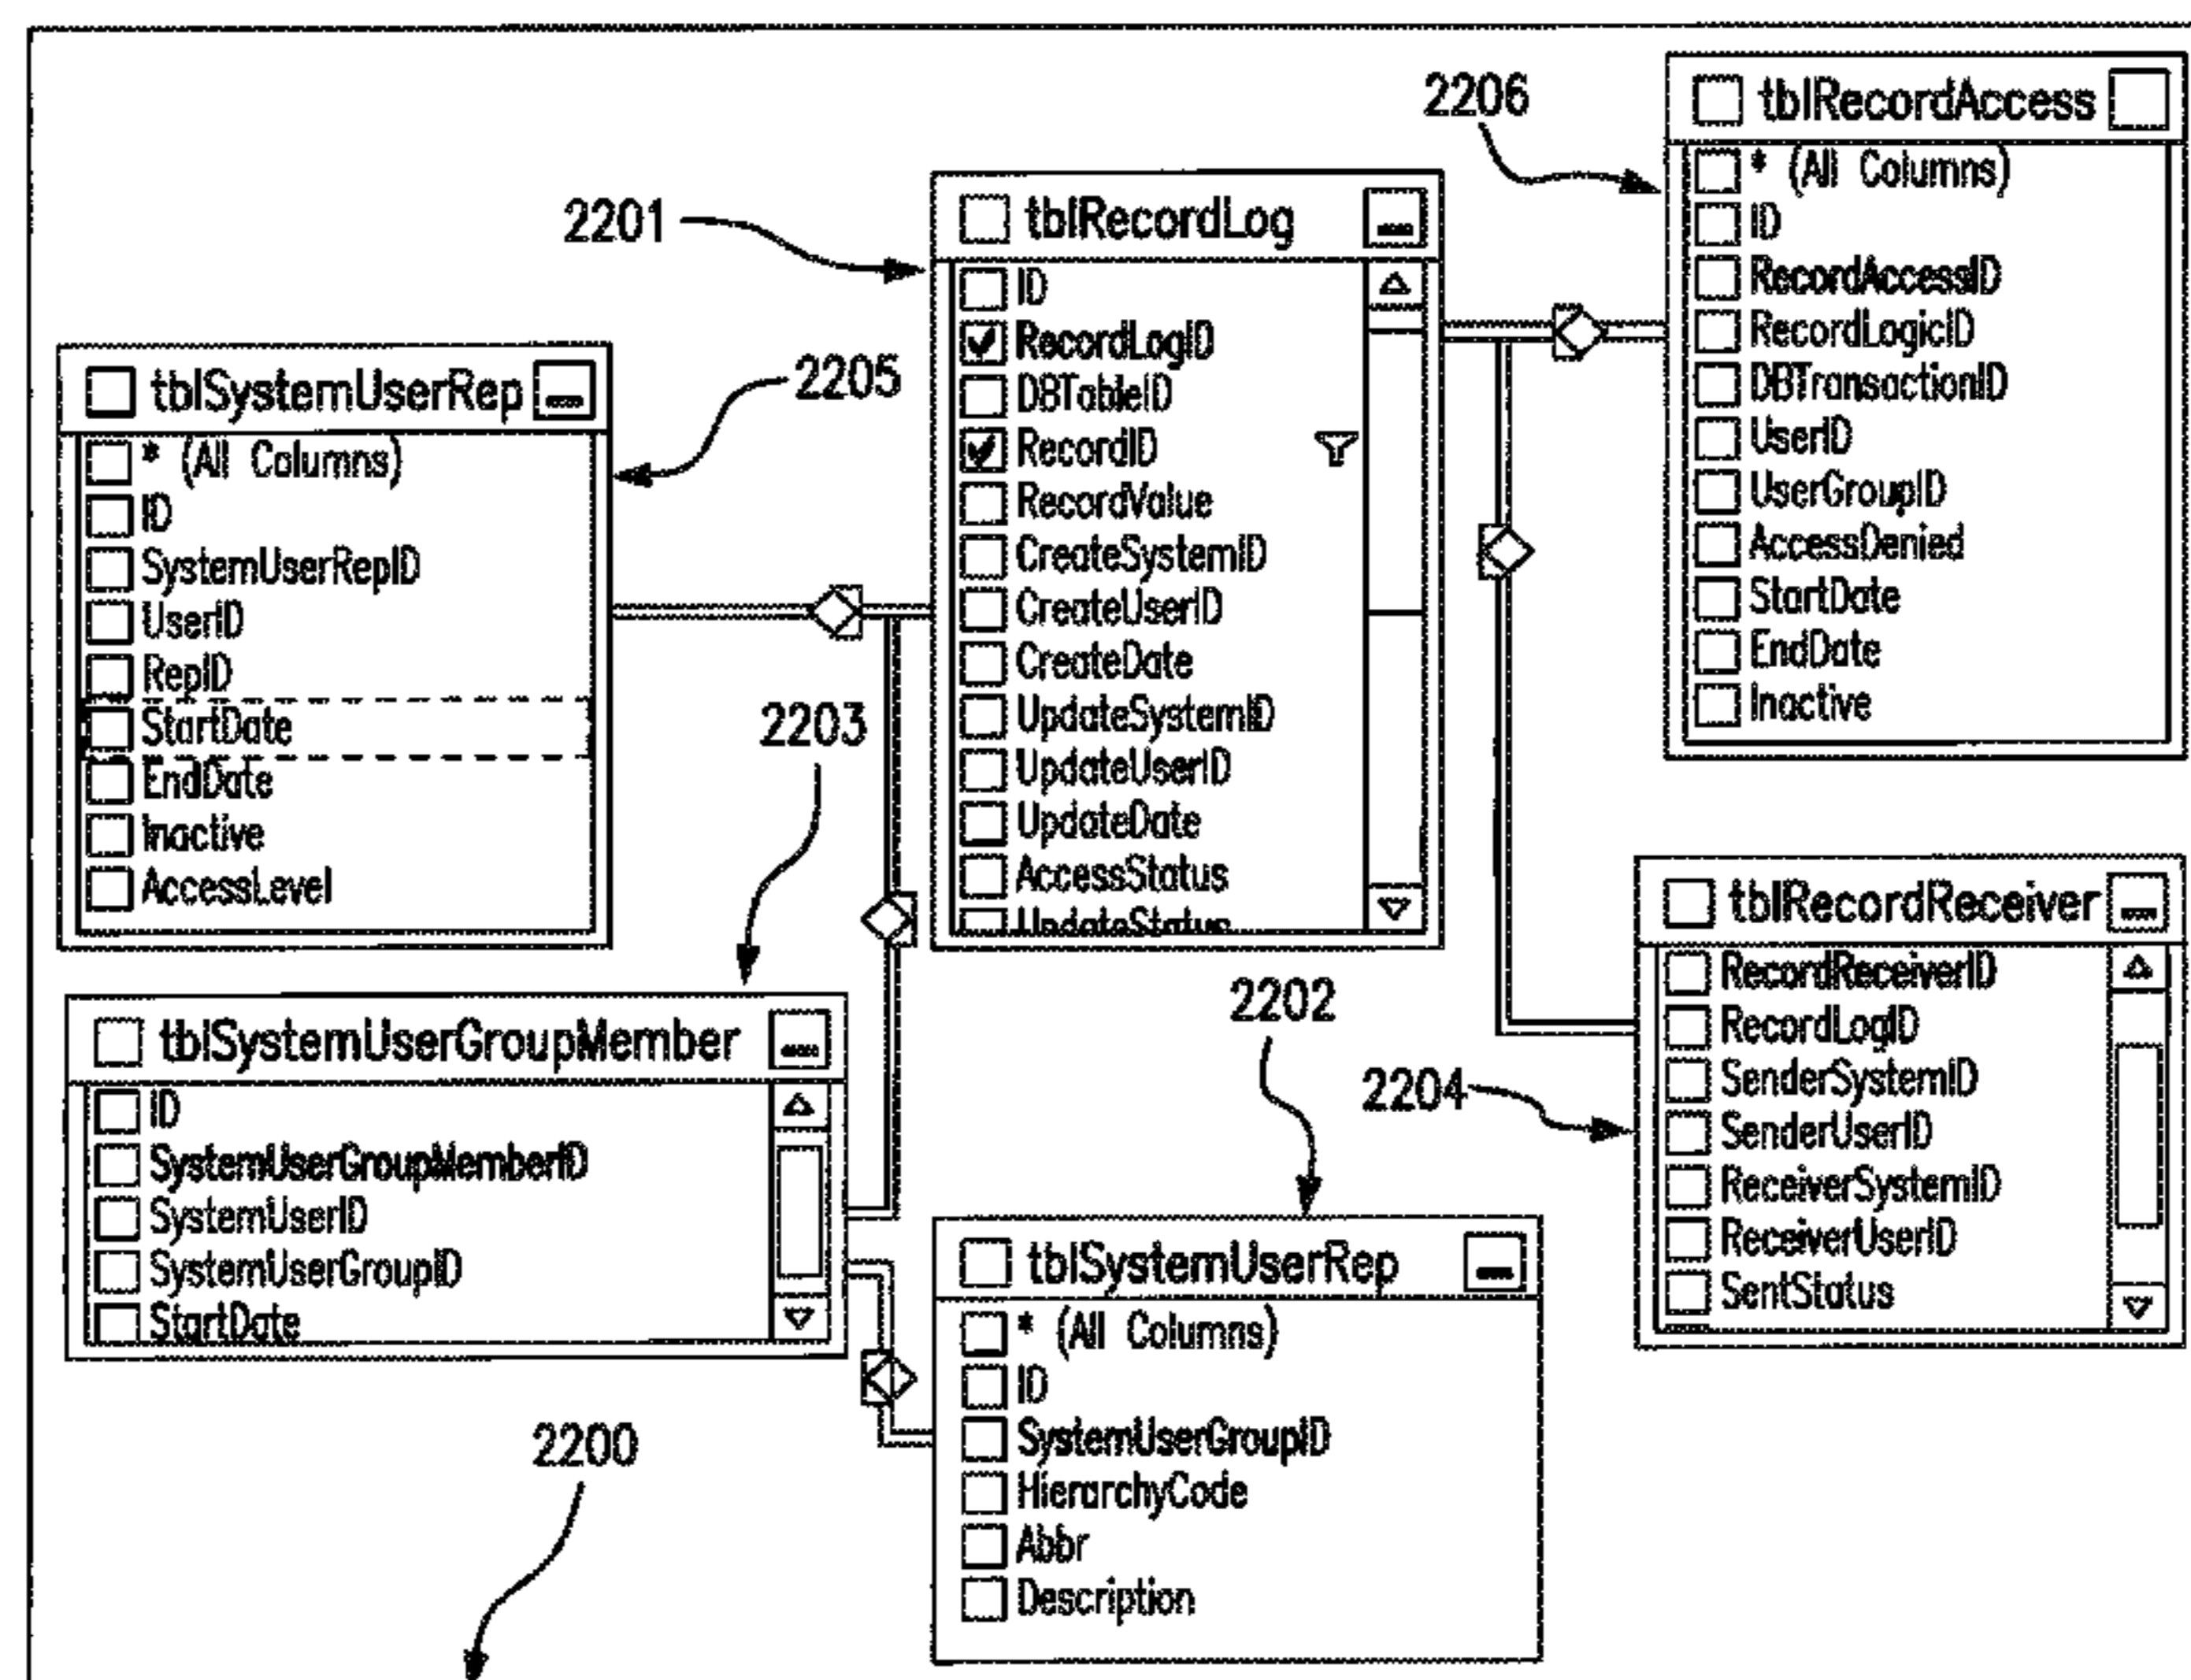 2206
tblRecordAccess
* (All Columns)
ID
RecordAccessID
RecordLogicID
DBTransactionID
UserID
UserGroupID
AccessDenied
StartDate
EndDate
Inactive
2201
tblRecordLog
ID
RecordLogID
DBTableID
RecordID
RecordValue
CreateSystemID
CreateUserID
CreateDate
UpdateSystemID
UpdateUserID
UpdateDate
AccessStatus
UpdateStatus
2205
tblSystemUserRep
* (All Columns)
ID
SystemUserRepID
UserID
RepID
StartDate
EndDate
Inactive
AccessLevel
2203
tblSystemUserGroupMember
ID
SystemUserGroupMemberID
SystemUserID
SystemUserGroupID
StartDate
2202
tblSystemUserRep
* (All Columns)
ID
SystemUserGroupID
HierarchyCode
Abbr
Description
2204
tblRecordReceiver
RecordReceiverID
RecordLogID
SenderSystemID
SenderUserID
ReceiverSystemID
ReceiverUserID
SentStatus
2200